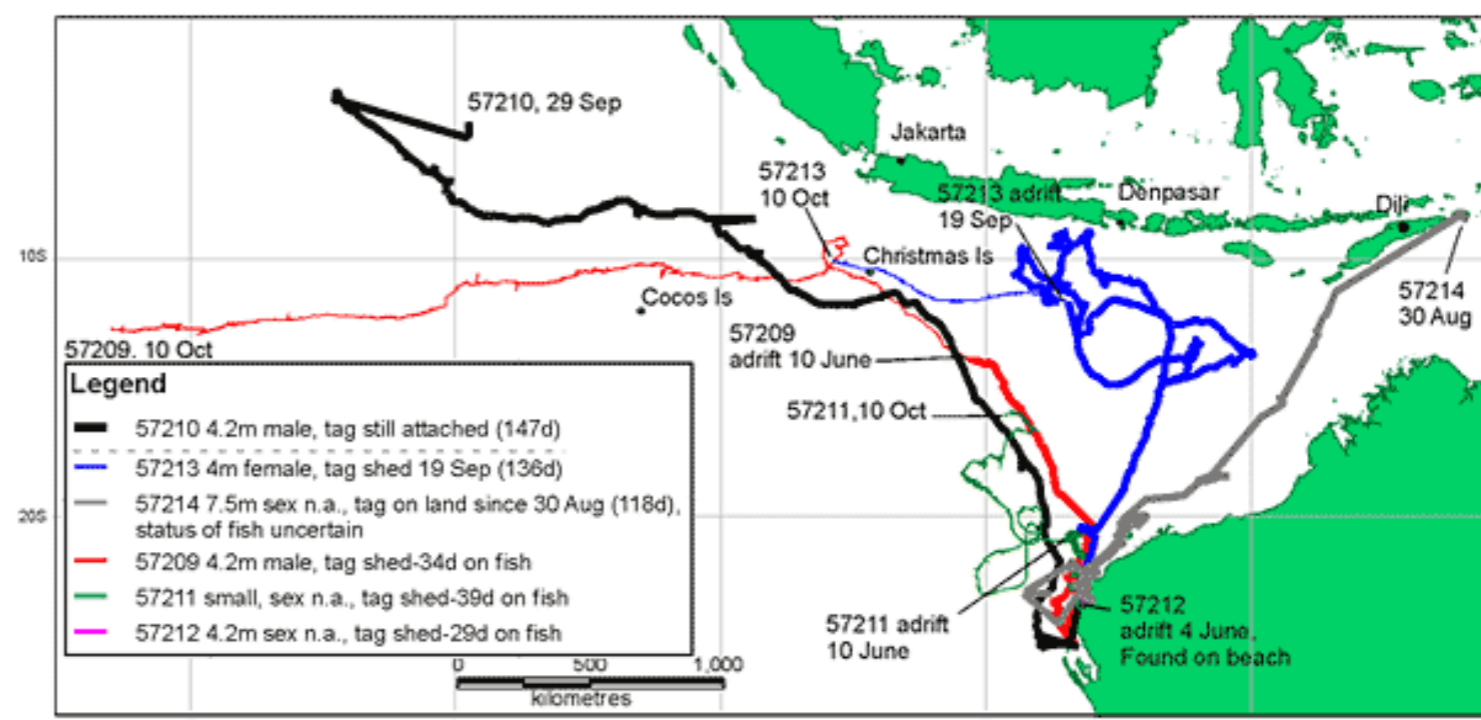 57210, 29 Sep
Jakarta
57213
10 Oct
57213 adrift
19 Sep
Denpasar
Dili
10S
Christmas Is
Cocos Is
57214
30 Aug
57209
adrift 10 June
57209. 10 Oct
57211,10 Oct
Legend
57210 4.2m male, tag still attached (147d)
57213 4m female, tag shed 19 Sep (136d)
57214 7.5m sex n.a., tag on land since 30 Aug (118d),
status of fish uncertain
57209 4.2m male, tag shed-34d on fish
57211 small, sex n.a., tag shed-39d on fish
57212 4.2m sex n.a., tag shed-29d on fish
20S
57211 adrift
10 June
57212
adrift 4 June,
Found on beach
0 500 1,000
kilometres